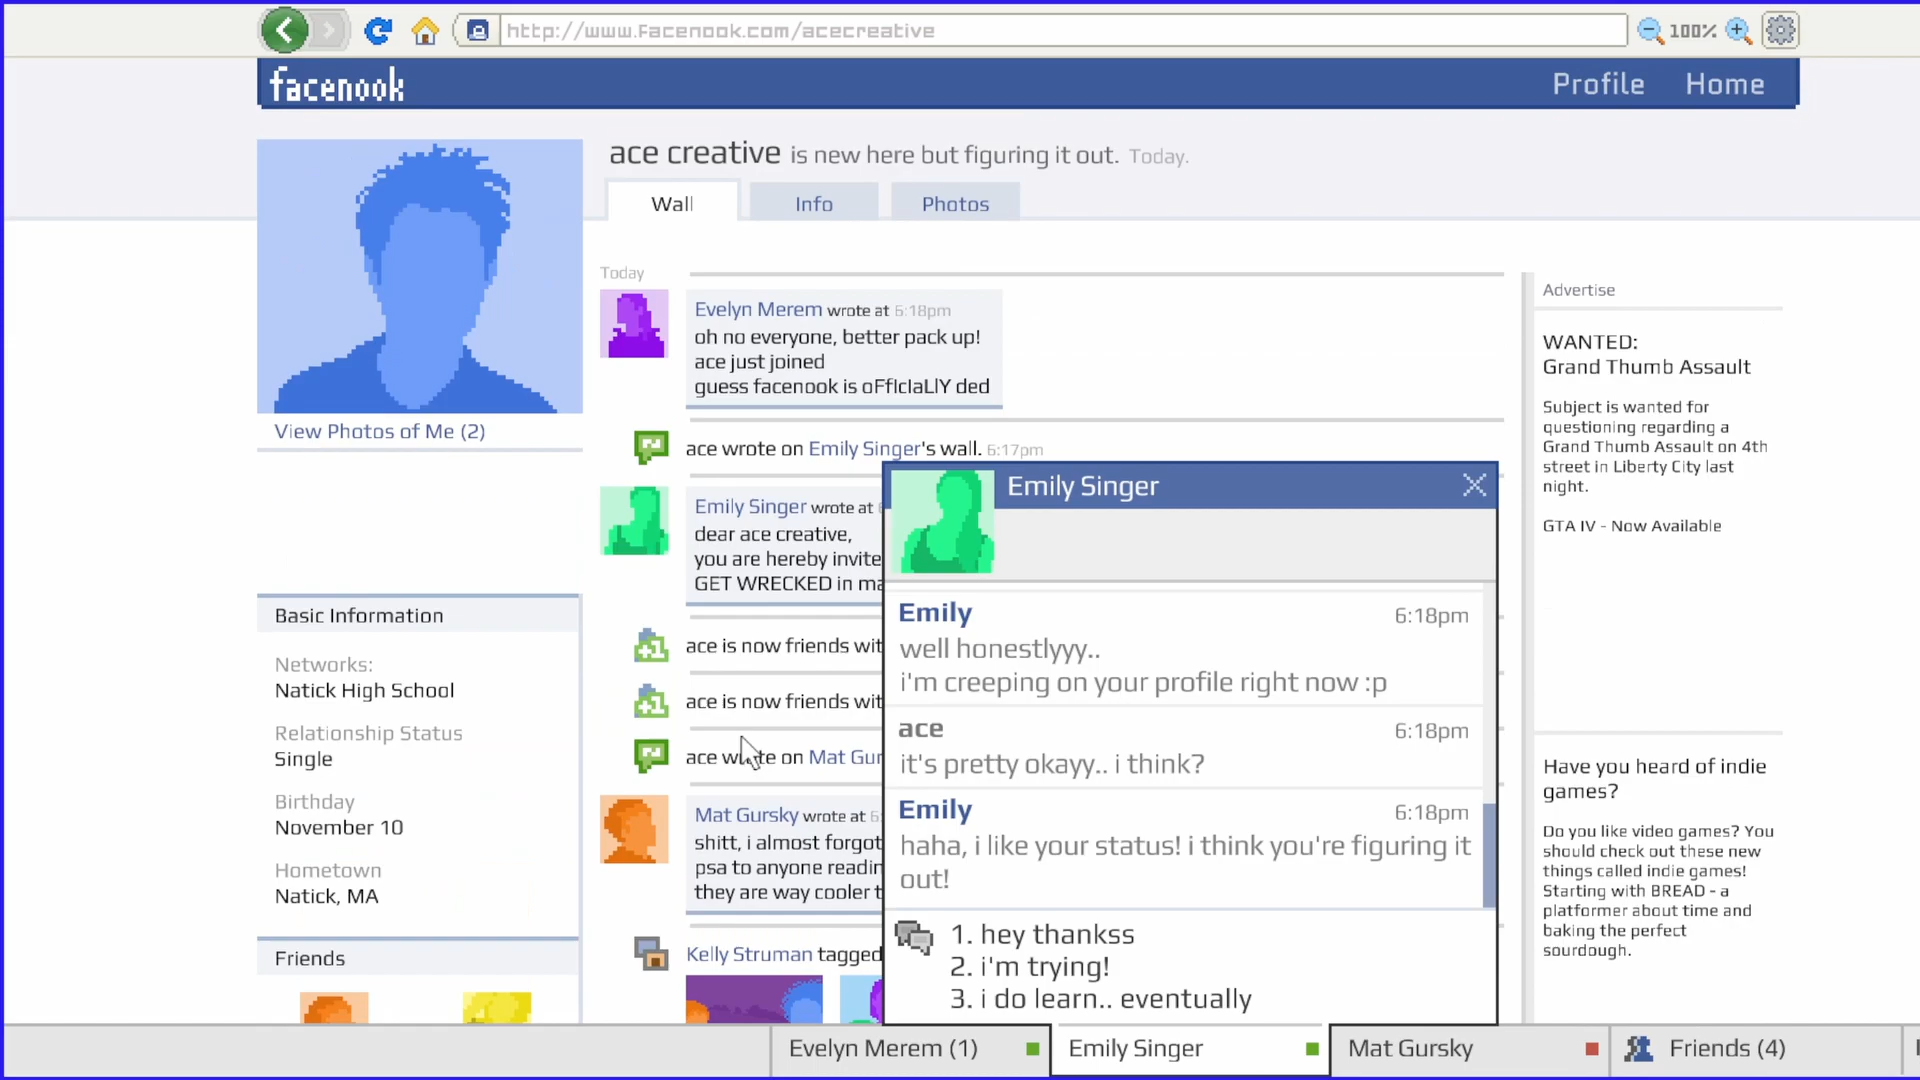 http://www.facenook.com/acecreative
100%
facenook
Profile
Home
ace creative is new here but figuring it out. Today.
Wall
Info
Photos
View Photos of Me (2)
Basic Information
Networks:
Natick High School
Relationship Status
Single
Birthday
November 10
Hometown
Natick, MA
Friends
Today
Evelyn Merem wrote at 6:18pm
oh no everyone, better pack up!
ace just joined
guess facenook is oFfIcIaLlY ded
ace wrote on Emily Singer's wall. 6:17pm
Emily Singer wrote at
dear ace creative,
you are hereby invite
GET WRECKED in ma
ace is now friends wit
ace is now friends wit
ace wrote on Mat Gur
Mat Gursky wrote at 6
shitt, i almost forgot
psa to anyone readin
they are way cooler t
Kelly Struman tagged
Emily Singer
Emily 6:18pm
well honestlyyy..
i'm creeping on your profile right now :p
ace 6:18pm
it's pretty okayy.. i think?
Emily 6:18pm
haha, i like your status! i think you're figuring it
out!
1. hey thankss
2. i'm trying!
3. i do learn.. eventually
Advertise
WANTED:
Grand Thumb Assault
Subject is wanted for
questioning regarding a
Grand Thumb Assault on 4th
street in Liberty City last
night.
GTA IV - Now Available
Have you heard of indie
games?
Do you like video games? You
should check out these new
things called indie games!
Starting with BREAD - a
platformer about time and
baking the perfect
sourdough.
Evelyn Merem (1)
Emily Singer
Mat Gursky
Friends (4)